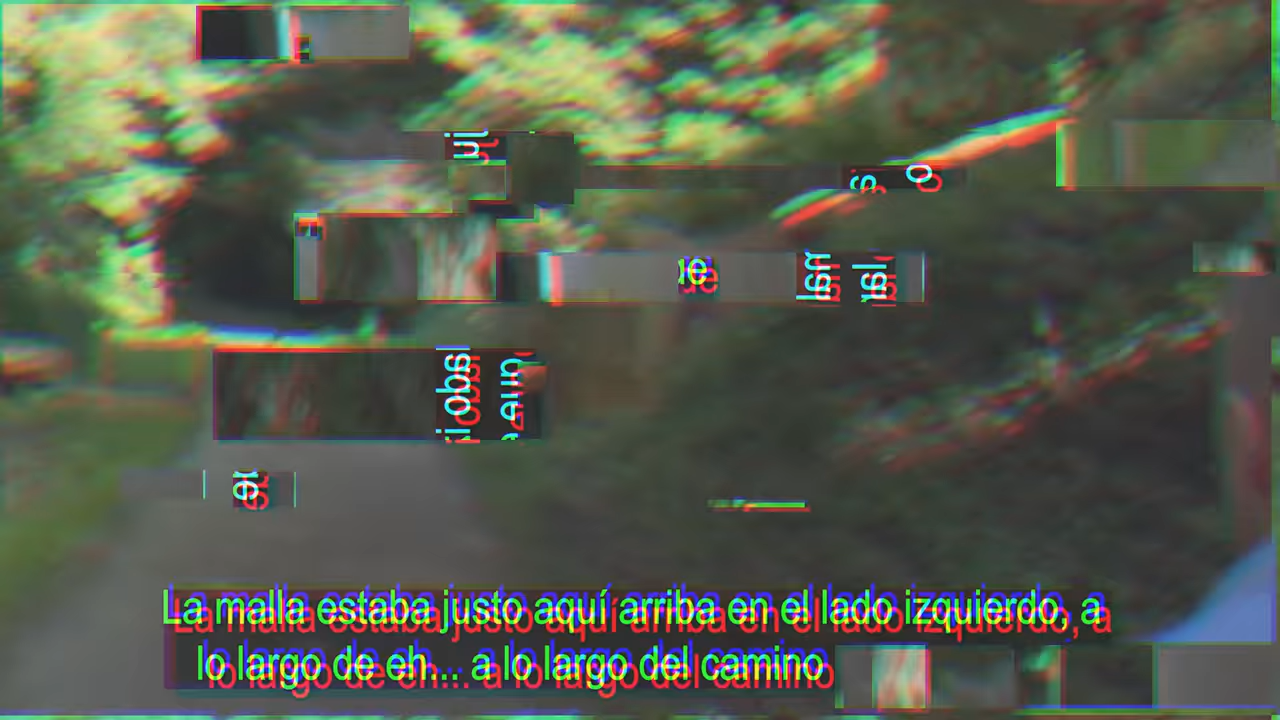 La malla estaba justo aquí arriba en el lado izquierdo, a
lo largo de eh... a lo largo del camino